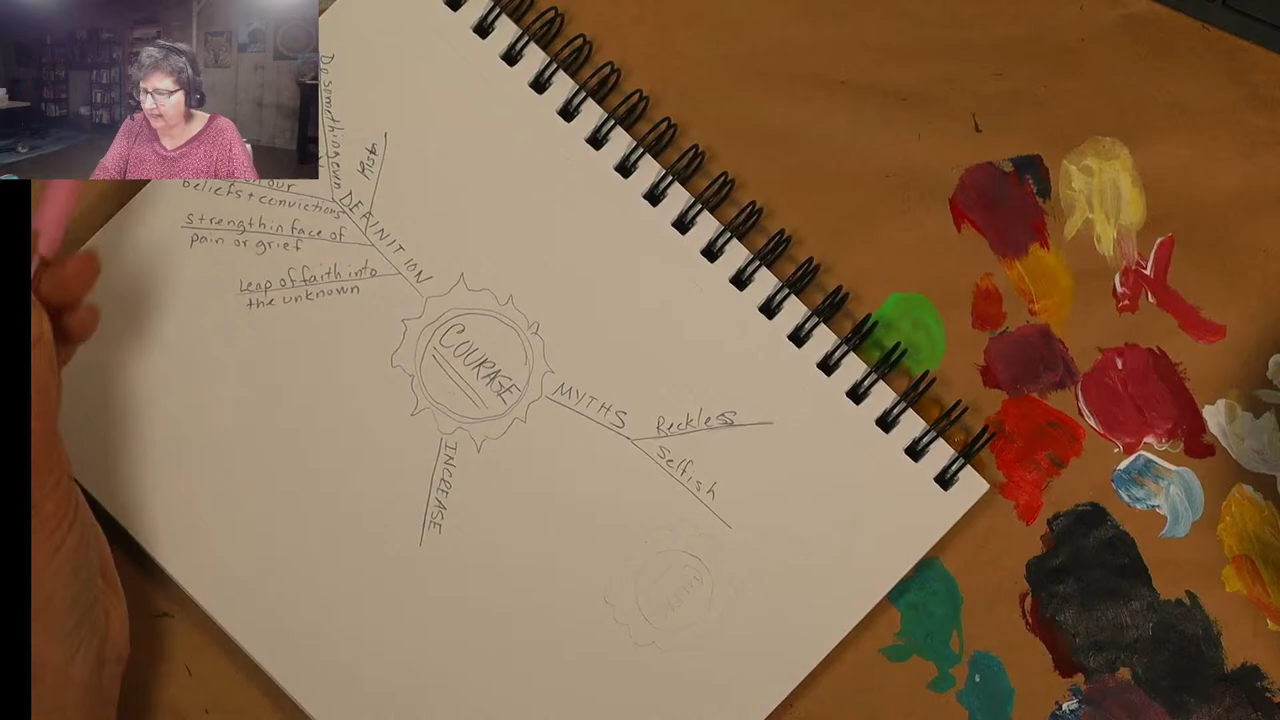 Do something
Risk
DEFINITION
our
beliefs + convictions
strength in face of
pain or grief
Leap of faith into
the unknown
COURAGE
MYTHS
Reckless
Selfish
INCREASE